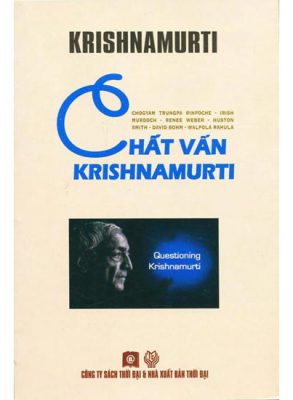 KRISHNAMURTI
CHOGYAM TRUNGPA RINPOCHE - IRISH
MURDOCH - RENEE WEBER - HUSTON
SMITH - DAVID BOHM - WALPOLA RAHULA
CHẤT VẤN
KRISHNAMURTI
Questioning
Krishnamurti
CÔNG TY SÁCH THỜI ĐẠI & NHÀ XUẤT BẢN THỜI ĐẠI